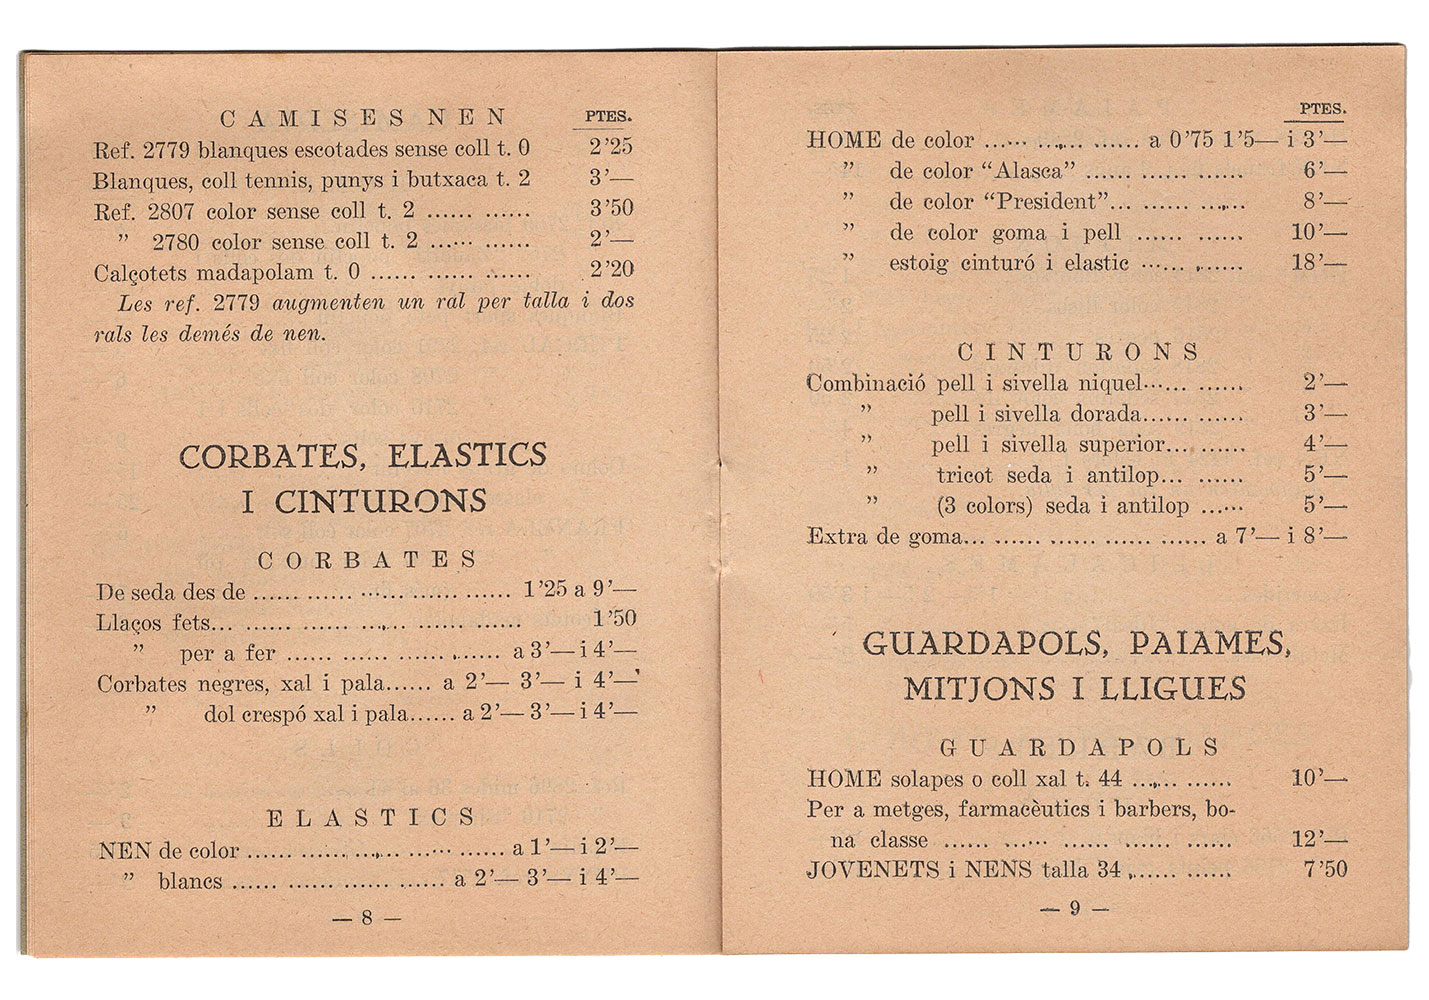 CAMISES NEN PTES.
Ref. 2779 blanques escotades sense coll t. 0 2’25
Blanques, coll tennis, punys i butxaca t. 2 3’—
Ref. 2807 color sense coll t. 2 ...... ...... 3’50
” 2780 color sense coll t. 2 ...... ...... 2’—
Calçotets madapolam t. 0 ...... ...... ...... 2’20
Les ref. 2779 augmenten un ral per talla i dos
rals les demés de nen.
CORBATES, ELASTICS
I CINTURONS
CORBATES
De seda des de ...... ...... ...... ...... ...... 1’25 a 9’—
Llaços fets... ...... ...... ...... ...... ...... 1’50
” per a fer ...... ...... ...... ...... a 3’— i 4’—
Corbates negres, xal i pala...... a 2’— 3’— i 4’—
” dol crespó xal i pala...... a 2’— 3’— i 4’—
ELASTICS
NEN de color ...... ...... ...... ...... ...... a 1’— i 2’—
” blancs ...... ...... ...... ...... a 2’— 3’— i 4’—
— 8 —
PTES.
HOME de color ...... ...... ...... a 0’75 1’5— i 3’—
” de color “Alasca” ...... ...... ...... 6’—
” de color “President”... ...... ...... 8’—
” de color goma i pell ...... ...... 10’—
” estoig cinturó i elastic ...... ...... 18’—
CINTURONS
Combinació pell i sivella niquel...... ...... 2’—
” pell i sivella dorada...... ...... 3’—
” pell i sivella superior... ...... 4’—
” tricot seda i antilop... ...... 5’—
” (3 colors) seda i antilop ...... 5’—
Extra de goma... ...... ...... ...... ...... a 7’— i 8’—
GUARDAPOLS, PAIAMES,
MITJONS I LLIGUES
GUARDAPOLS
HOME solapes o coll xal t. 44 ...... ...... 10’—
Per a metges, farmacèutics i barbers, bo-
na classe ...... ...... ...... ...... ...... 12’—
JOVENETS i NENS talla 34 ...... ...... 7’50
— 9 —